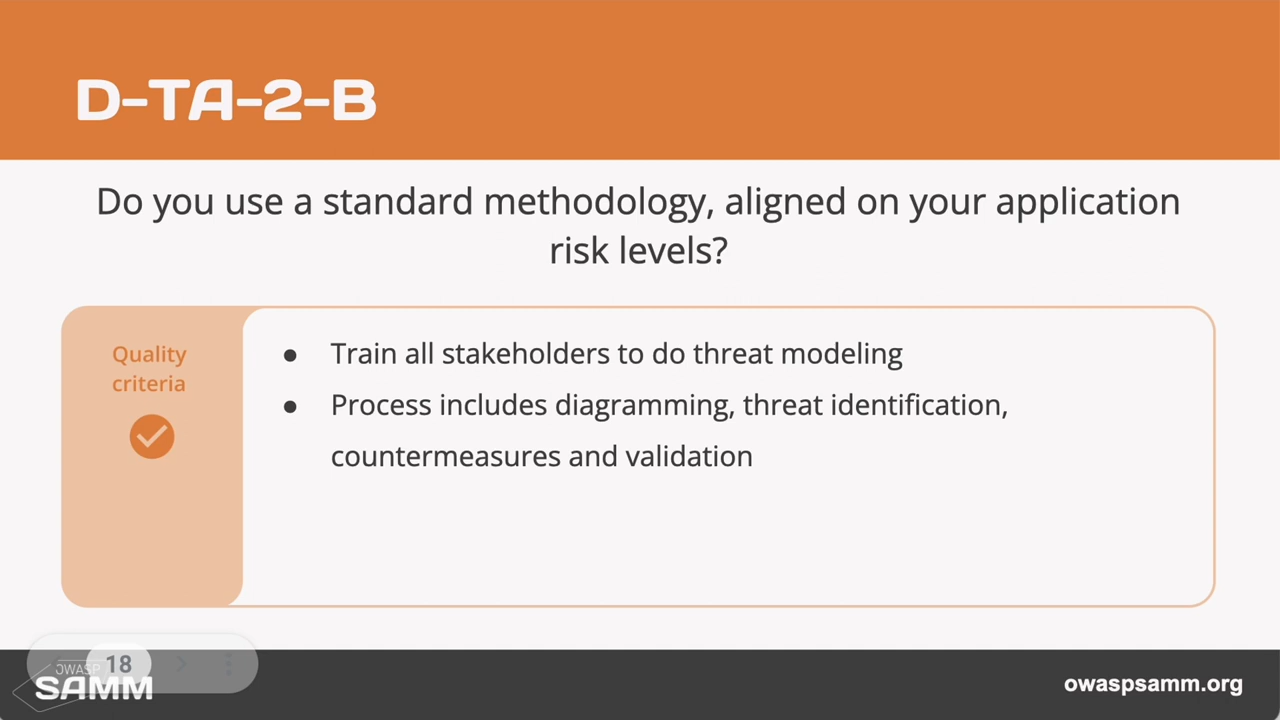 D-TA-2-B
Do you use a standard methodology, aligned on your application
risk levels?
Quality
criteria
● Train all stakeholders to do threat modeling
● Process includes diagramming, threat identification,
countermeasures and validation
18
OWASP
SAMM
owaspsamm.org